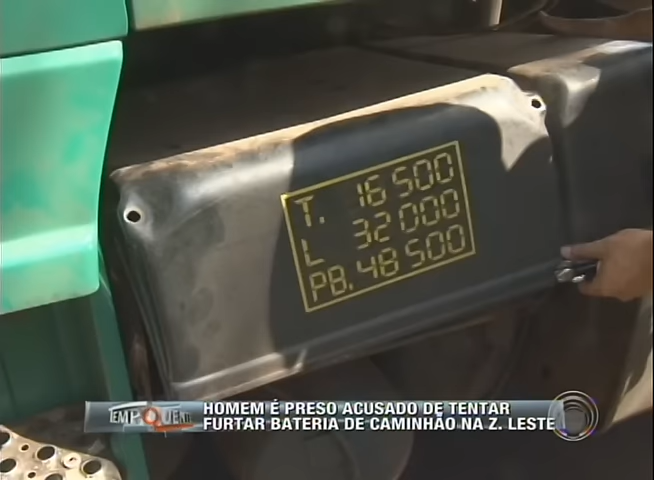 T. 16 500
L 32 000
PB. 48 500
TEMPO QUENTE
HOMEM É PRESO ACUSADO DE TENTAR
FURTAR BATERIA DE CAMINHÃO NA Z. LESTE